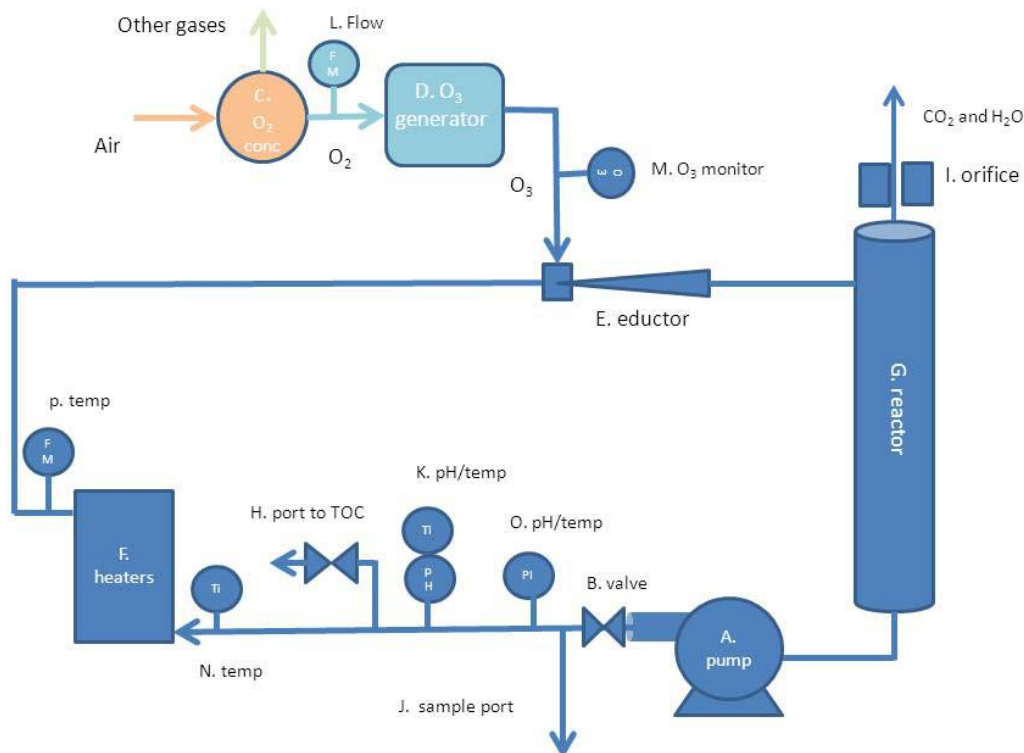 Other gases
L. Flow
F
M
C.
O₂
conc
D. O₃
generator
Air
O₂
O₃
O
3
M. O₃ monitor
CO₂ and H₂O
I. orifice
E. eductor
G. reactor
p. temp
F
M
K. pH/temp
H. port to TOC
TI
P
H
O. pH/temp
PI
B. valve
F.
heaters
Ti
A.
pump
N. temp
J. sample port